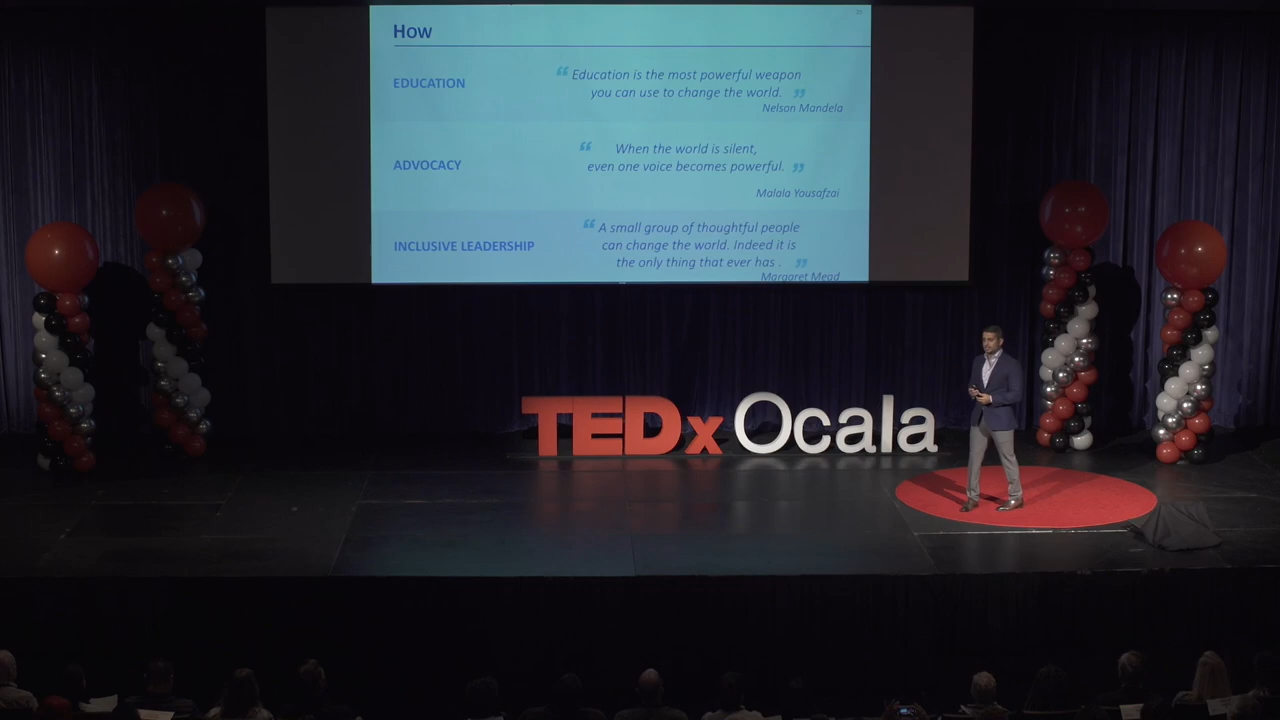 How
EDUCATION
“ Education is the most powerful weapon
you can use to change the world. ”
Nelson Mandela
ADVOCACY
“ When the world is silent,
even one voice becomes powerful. ”
Malala Yousafzai
INCLUSIVE LEADERSHIP
“ A small group of thoughtful people
can change the world. Indeed it is
the only thing that ever has . ”
Margaret Mead
TEDx Ocala